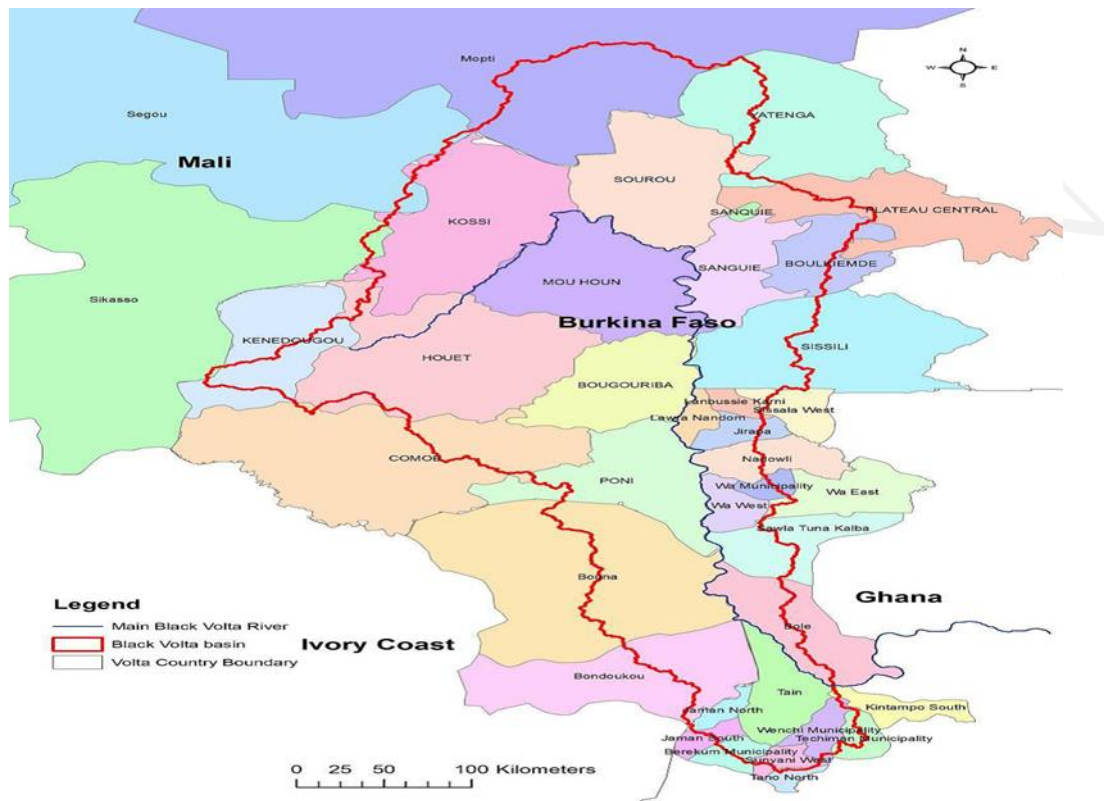 N
W E
S
Mopti
Segou
YATENGA
Mali
SOUROU
SANQUIE
PLATEAU CENTRAL
KOSSI
SANGUIE
BOULKIEMDE
MOU HOUN
Sikasso
Burkina Faso
KENEDOUGOU
SISSILI
HOUET
BOUGOURIBA
Lanbussie Karni
Sissala West
Lawra Nandom
Jirapa
COMOE
Nadowli
PONI
Wa Municipality
Wa East
Wa West
Sawla Tuna Kalba
Bouna
Ghana
Legend
Main Black Volta River
Black Volta basin
Volta Country Boundary
Bole
Ivory Coast
Bondoukou
Tain
Kintampo South
Jaman North
Wenchi Municipality
Jaman South
Techiman Municipality
Berekum Municipality
Sunyani West
Tano North
0 25 50 100 Kilometers